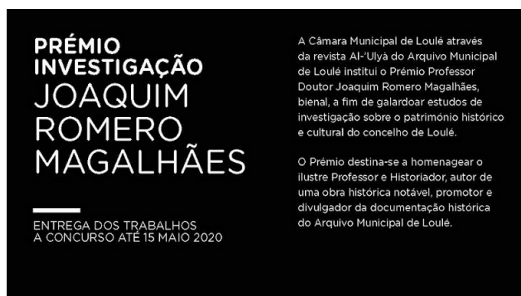 PRÉMIO
INVESTIGAÇÃO
JOAQUIM
ROMERO
MAGALHÃES
ENTREGA DOS TRABALHOS
A CONCURSO ATÉ 15 MAIO 2020
A Câmara Municipal de Loulé através
da revista Al-'Ulyà do Arquivo Municipal
de Loulé institui o Prémio Professor
Doutor Joaquim Romero Magalhães,
bienal, a fim de galardoar estudos de
investigação sobre o património histórico
e cultural do concelho de Loulé.
O Prémio destina-se a homenagear o
ilustre Professor e Historiador, autor de
uma obra histórica notável, promotor e
divulgador da documentação histórica
do Arquivo Municipal de Loulé.